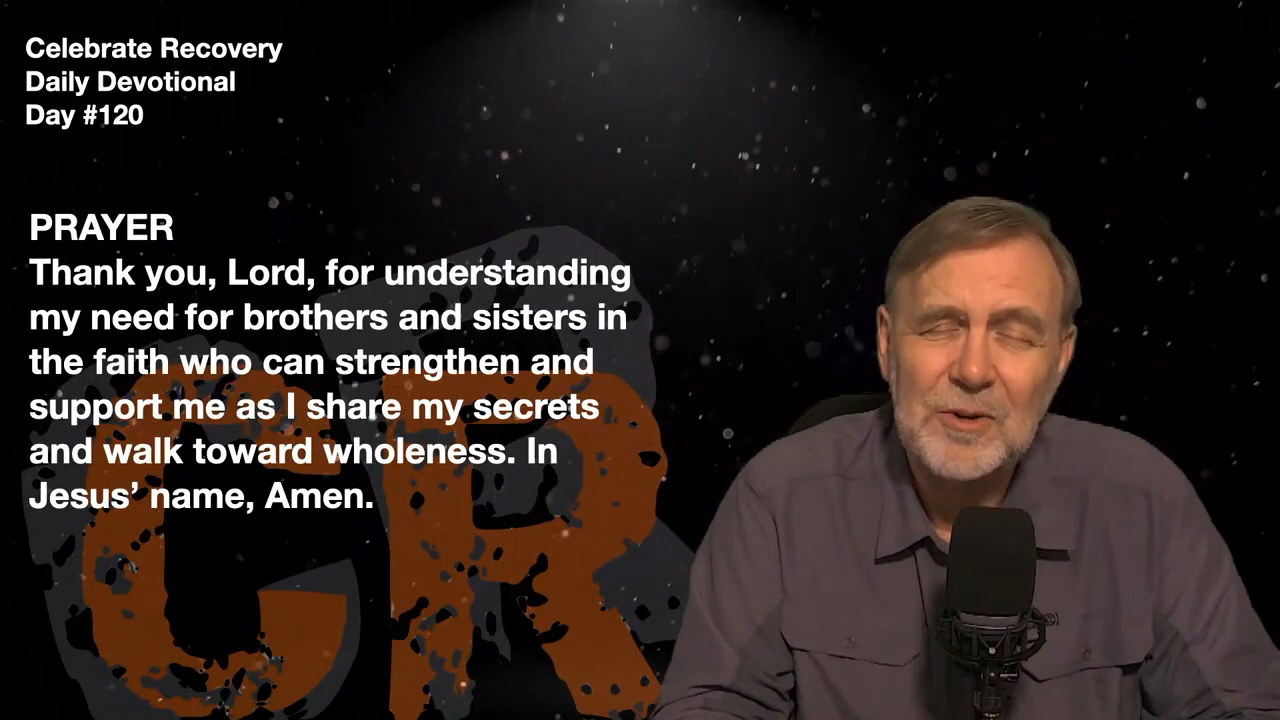 Celebrate Recovery
Daily Devotional
Day #120
PRAYER
Thank you, Lord, for understanding
my need for brothers and sisters in
the faith who can strengthen and
support me as I share my secrets
and walk toward wholeness. In
Jesus’ name, Amen.
CR